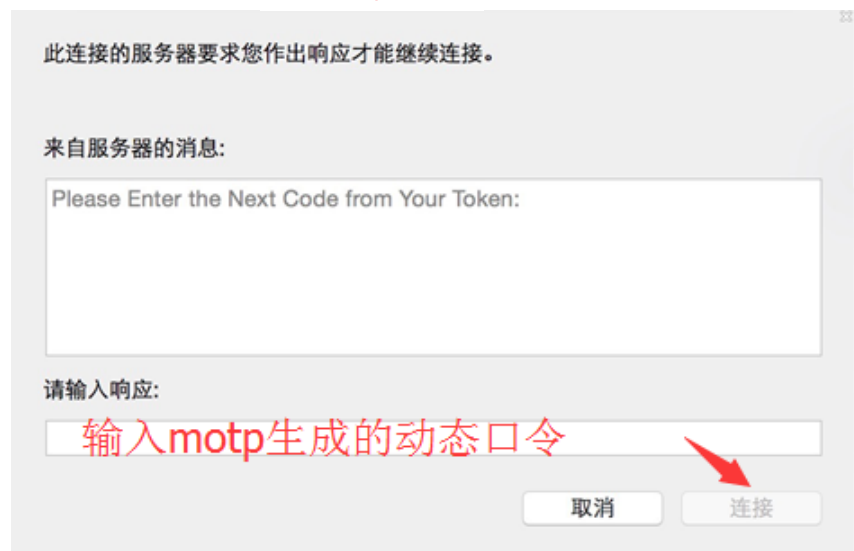 此连接的服务器要求您作出响应才能继续连接。
来自服务器的消息:
Please Enter the Next Code from Your Token:
请输入响应:
输入motp生成的动态口令
取消
连接